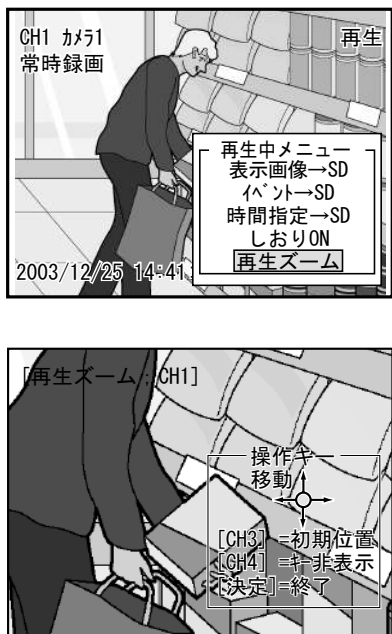 CH1 ｶﾒﾗ1
再生
常時録画
再生中メニュー
表示画像→SD
ｲﾍﾞﾝﾄ→SD
時間指定→SD
しおりON
再生ズーム
2003/12/25 14:41
[再生ズーム：CH1]
操作キー
移動
[CH3] =初期位置
[CH4] =ｷｰ非表示
[決定]=終了